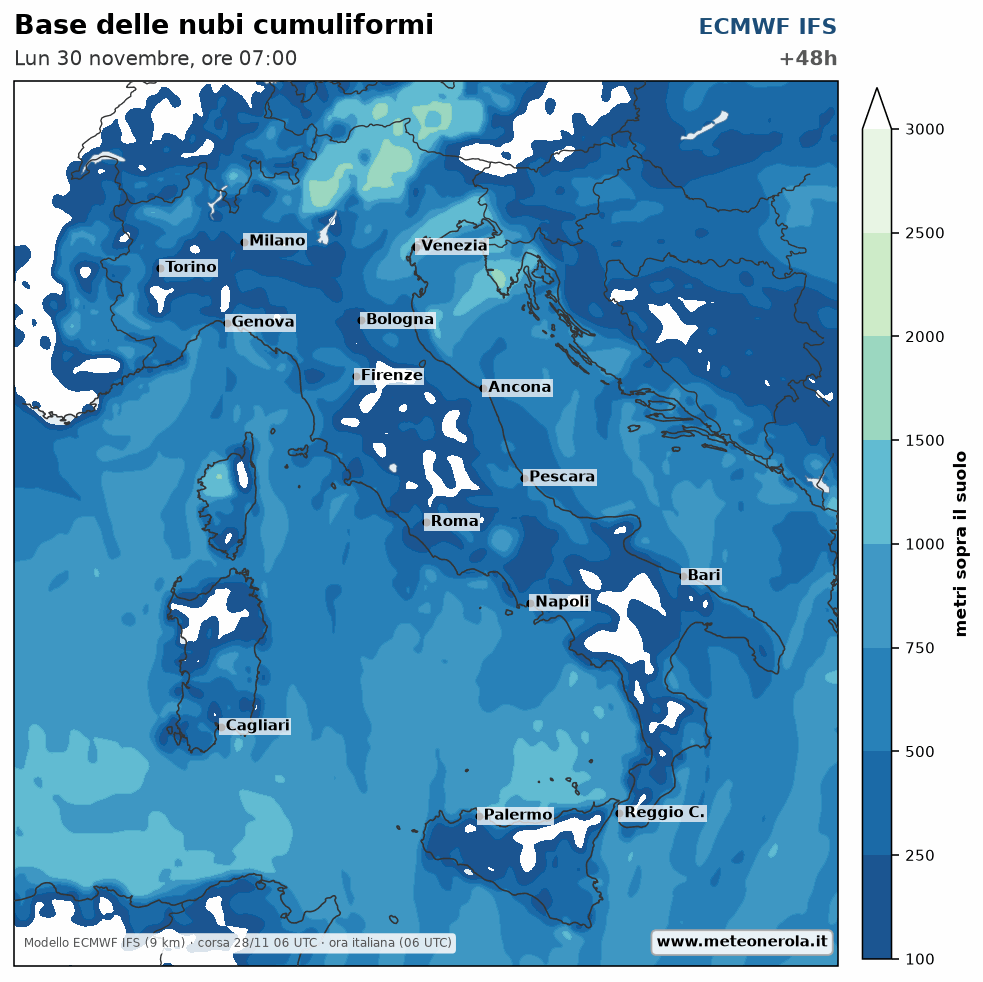 Base delle nubi cumuliformi
ECMWF IFS
Lun 30 novembre, ore 07:00
+48h
Milano
Venezia
Torino
Genova
Bologna
Firenze
Ancona
Pescara
Roma
Bari
Napoli
Cagliari
Palermo
Reggio C.
3000
2500
2000
1500
1000
750
500
250
100
metri sopra il suolo
Modello ECMWF IFS (9 km) · corsa 28/11 06 UTC · ora italiana (06 UTC)
www.meteonerola.it